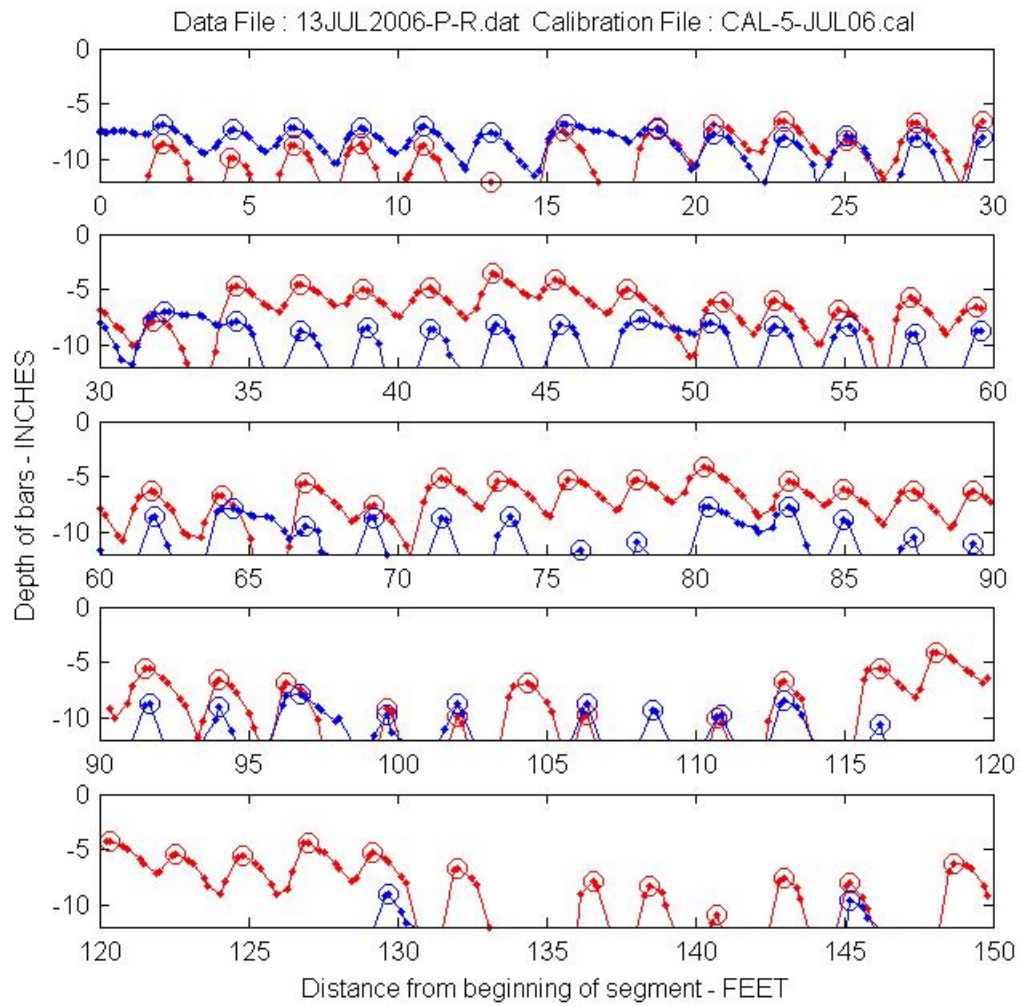 Data File : 13JUL2006-P-R.dat  Calibration File : CAL-5-JUL06.cal
0
-5
-10
0 5 10 15 20 25 30
0
-5
-10
30 35 40 45 50 55 60
Depth of bars - INCHES
0
-5
-10
60 65 70 75 80 85 90
0
-5
-10
90 95 100 105 110 115 120
0
-5
-10
120 125 130 135 140 145 150
Distance from beginning of segment - FEET